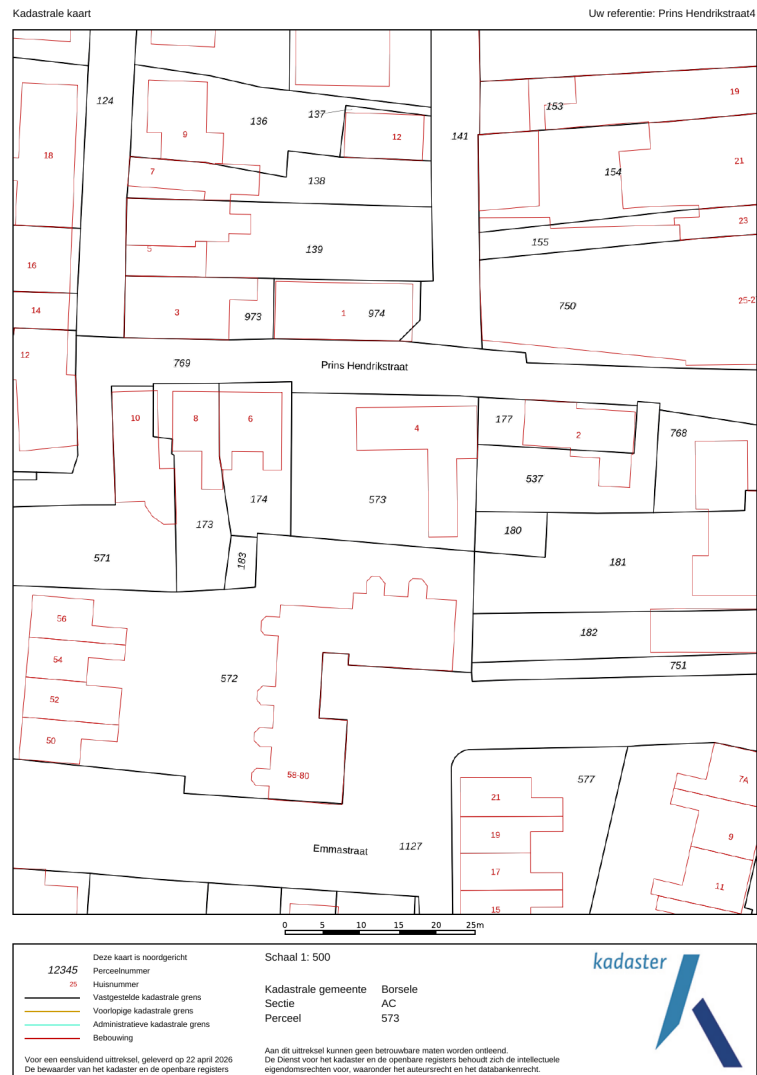 Kadastrale kaart
Uw referentie: Prins Hendrikstraat4
124
136
137
12
141
153
19
9
18
7
138
154
21
23
5
139
155
16
14
3
973
1
974
750
25-2
12
769
Prins Hendrikstraat
10
8
6
4
177
2
768
537
174
573
173
180
571
183
181
56
182
54
572
751
52
50
58-80
577
7A
21
19
9
Emmastraat
1127
17
11
15
0 5 10 15 20 25m
Deze kaart is noordgericht
12345 Perceelnummer
25 Huisnummer
Vastgestelde kadastrale grens
Voorlopige kadastrale grens
Administratieve kadastrale grens
Bebouwing
Voor een eensluidend uittreksel, geleverd op 22 april 2026
De bewaarder van het kadaster en de openbare registers
Schaal 1: 500
Kadastrale gemeente Borsele
Sectie AC
Perceel 573
Aan dit uittreksel kunnen geen betrouwbare maten worden ontleend.
De Dienst voor het kadaster en de openbare registers behoudt zich de intellectuele
eigendomsrechten voor, waaronder het auteursrecht en het databankenrecht.
kadaster